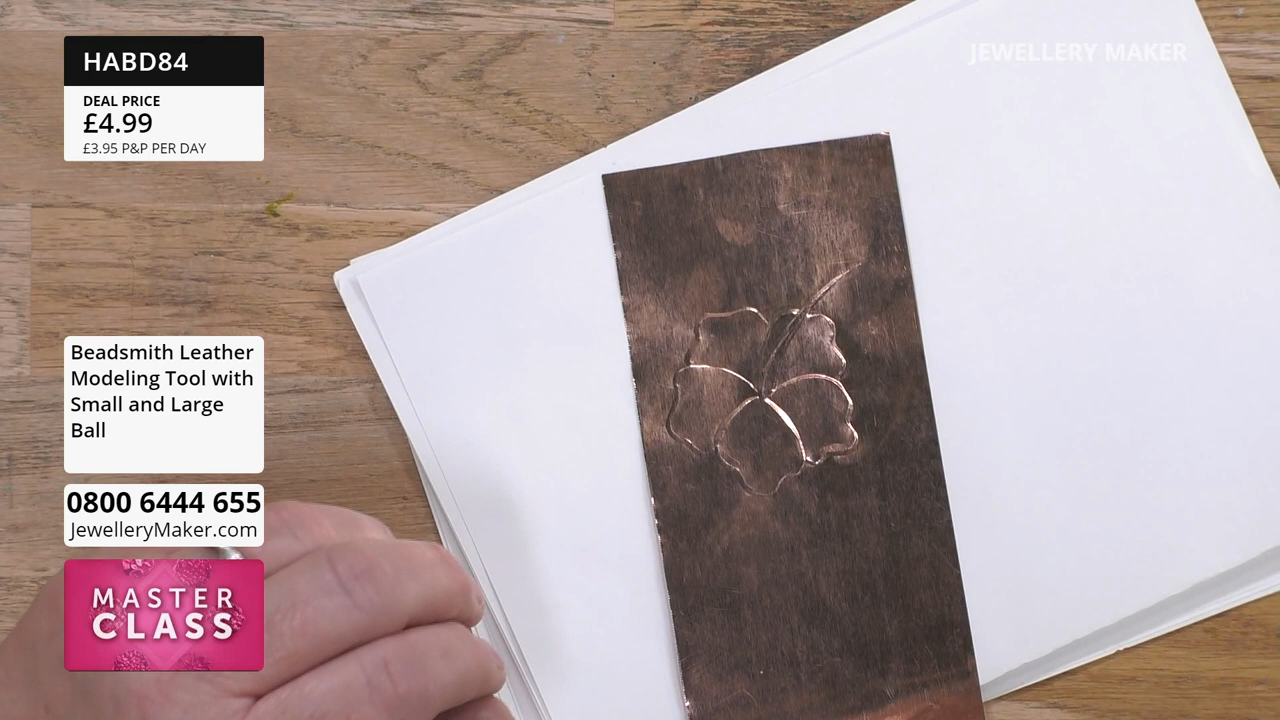 HABD84
DEAL PRICE
£4.99
£3.95 P&P PER DAY
JEWELLERY MAKER
Beadsmith Leather
Modeling Tool with
Small and Large
Ball
0800 6444 655
JewelleryMaker.com
MASTER
CLASS